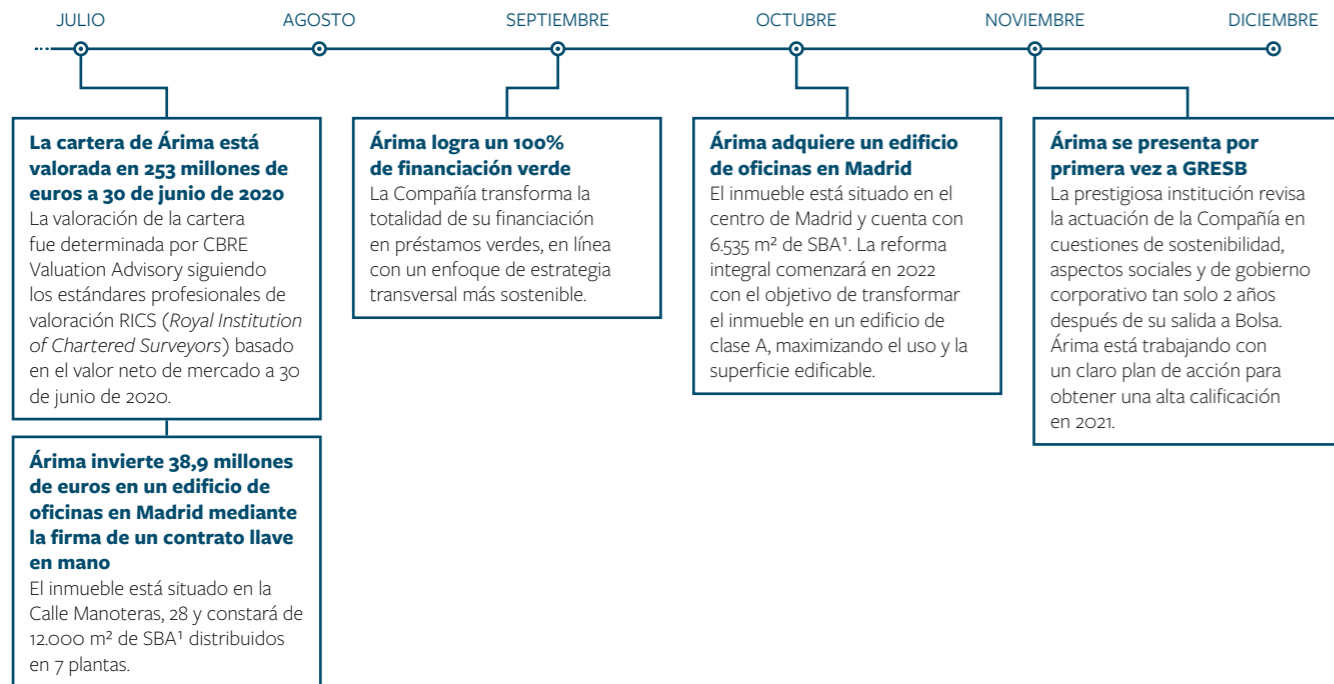 JULIO
AGOSTO
SEPTIEMBRE
OCTUBRE
NOVIEMBRE
DICIEMBRE
La cartera de Árima está
valorada en 253 millones de
euros a 30 de junio de 2020
La valoración de la cartera
fue determinada por CBRE
Valuation Advisory siguiendo
los estándares profesionales de
valoración RICS (Royal Institution
of Chartered Surveyors) basado
en el valor neto de mercado a 30
de junio de 2020.
Árima invierte 38,9 millones
de euros en un edificio de
oficinas en Madrid mediante
la firma de un contrato llave
en mano
El inmueble está situado en la
Calle Manoteras, 28 y constará de
12.000 m² de SBA¹ distribuidos
en 7 plantas.
Árima logra un 100%
de financiación verde
La Compañía transforma la
totalidad de su financiación
en préstamos verdes, en línea
con un enfoque de estrategia
transversal más sostenible.
Árima adquiere un edificio
de oficinas en Madrid
El inmueble está situado en el
centro de Madrid y cuenta con
6.535 m² de SBA¹. La reforma
integral comenzará en 2022
con el objetivo de transformar
el inmueble en un edificio de
clase A, maximizando el uso y la
superficie edificable.
Árima se presenta por
primera vez a GRESB
La prestigiosa institución revisa
la actuación de la Compañía en
cuestiones de sostenibilidad,
aspectos sociales y de gobierno
corporativo tan solo 2 años
después de su salida a Bolsa.
Árima está trabajando con
un claro plan de acción para
obtener una alta calificación
en 2021.